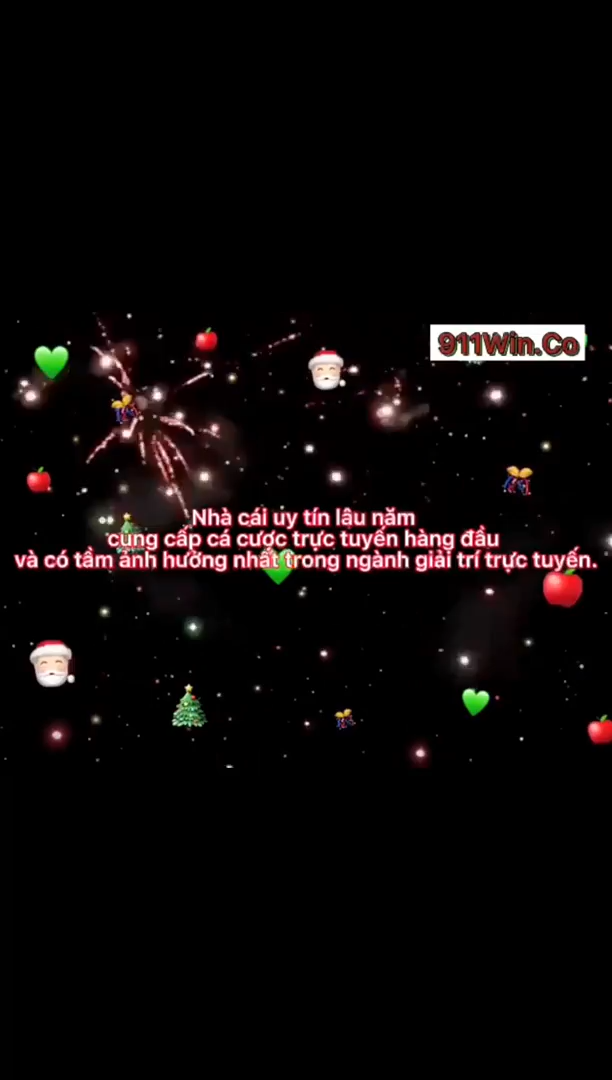 911Win.Co
Nhà cái uy tín lâu năm
cung cấp cá cược trực tuyến hàng đầu
và có tầm ảnh hưởng nhất trong ngành giải trí trực tuyến.